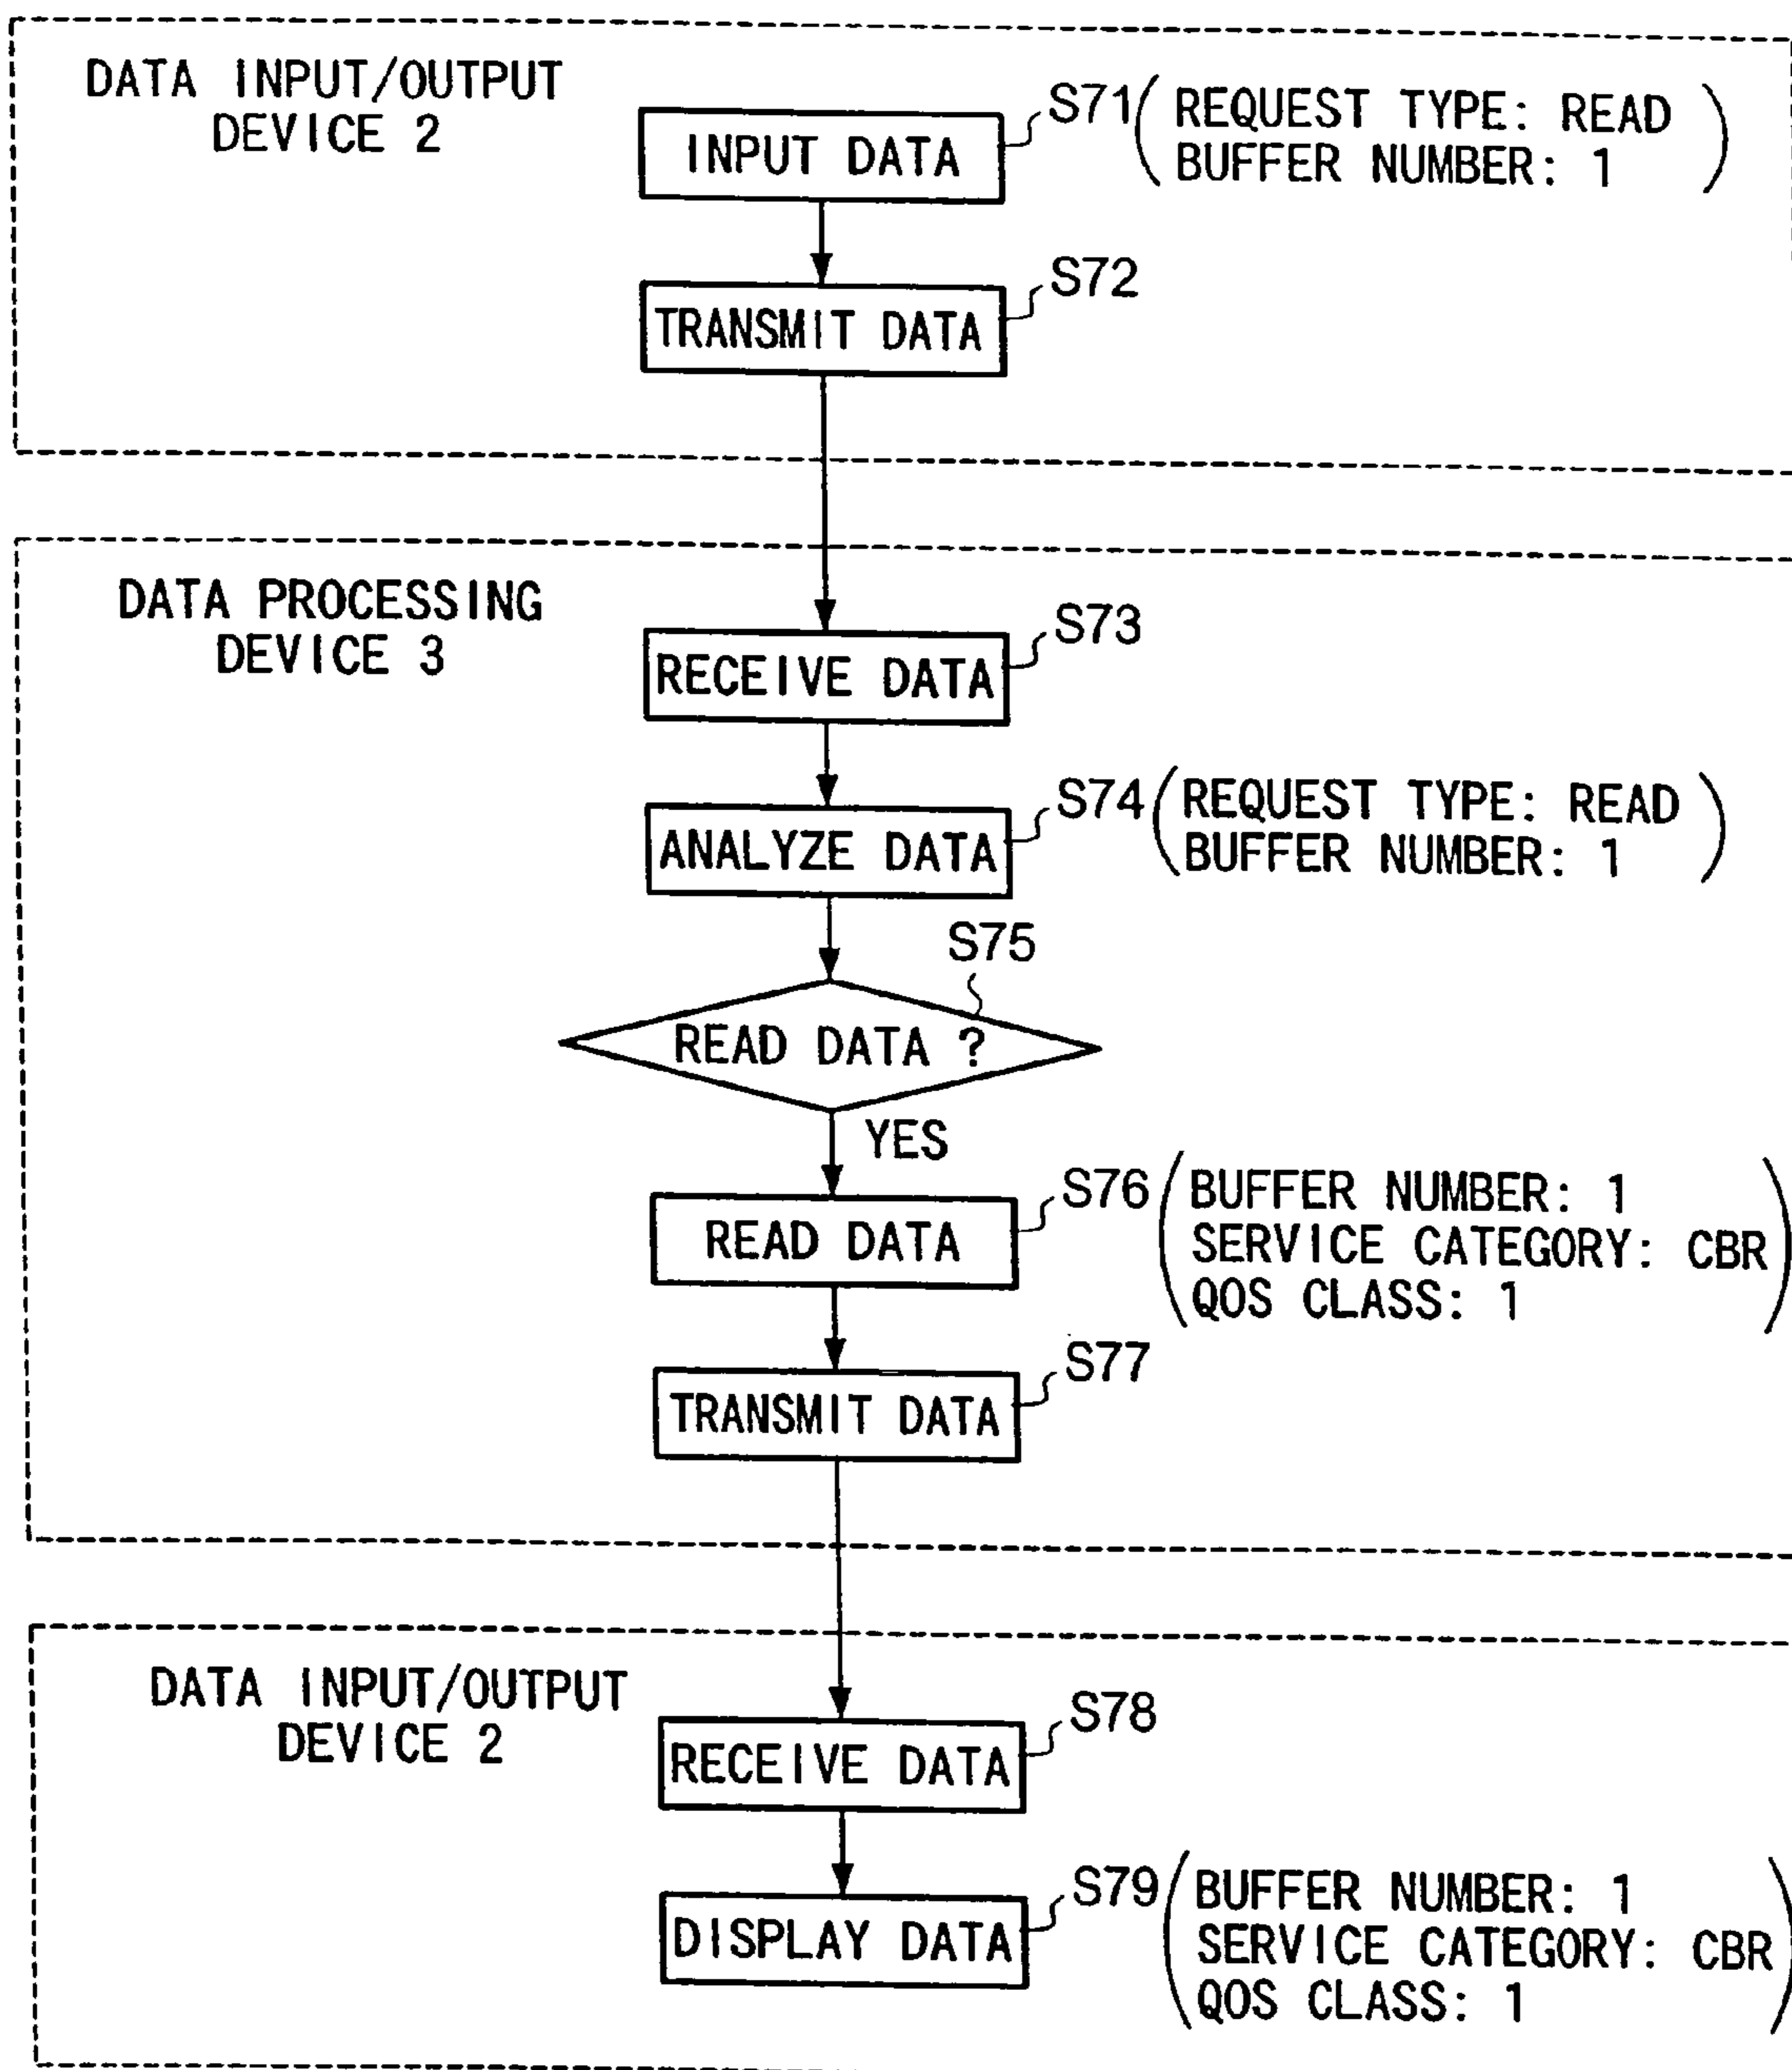 DATA INPUT/OUTPUT
DEVICE 2
INPUT DATA
S71
REQUEST TYPE: READ
BUFFER NUMBER: 1
TRANSMIT DATA
S72
DATA PROCESSING
DEVICE 3
RECEIVE DATA
S73
ANALYZE DATA
S74
REQUEST TYPE: READ
BUFFER NUMBER: 1
S75
READ DATA ?
YES
READ DATA
S76
BUFFER NUMBER: 1
SERVICE CATEGORY: CBR
QOS CLASS: 1
TRANSMIT DATA
S77
DATA INPUT/OUTPUT
DEVICE 2
RECEIVE DATA
S78
DISPLAY DATA
S79
BUFFER NUMBER: 1
SERVICE CATEGORY: CBR
QOS CLASS: 1